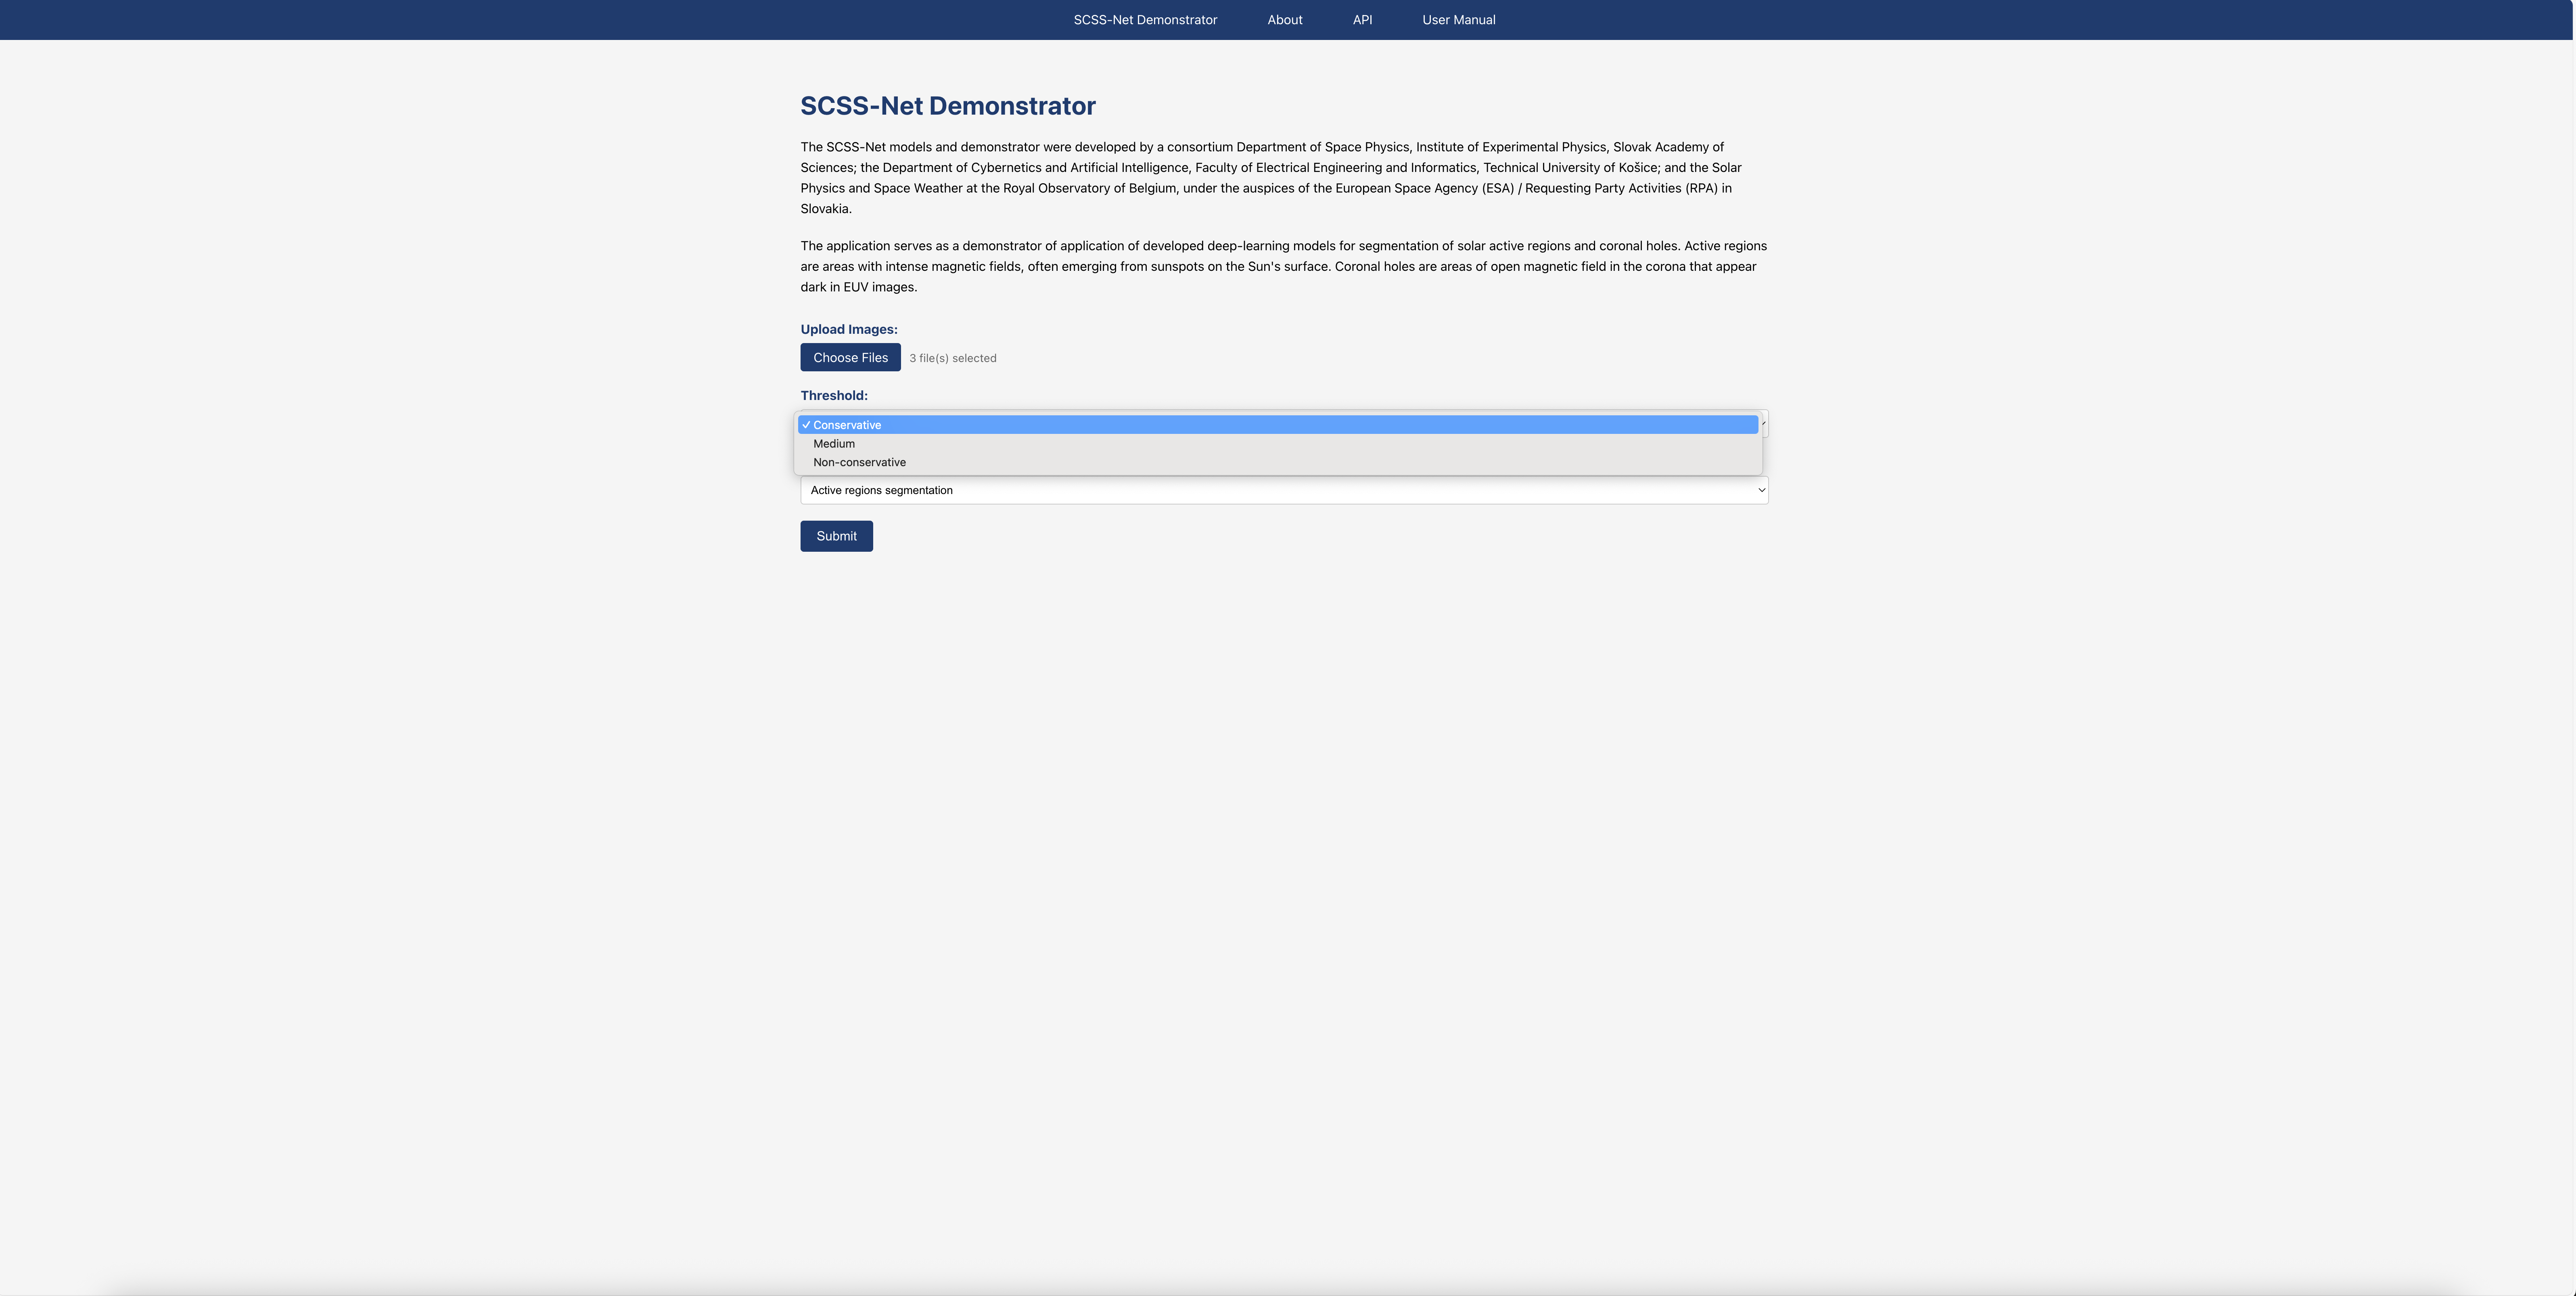 SCSS-Net Demonstrator
About
API
User Manual
SCSS-Net Demonstrator
The SCSS-Net models and demonstrator were developed by a consortium Department of Space Physics, Institute of Experimental Physics, Slovak Academy of
Sciences; the Department of Cybernetics and Artificial Intelligence, Faculty of Electrical Engineering and Informatics, Technical University of Košice; and the Solar
Physics and Space Weather at the Royal Observatory of Belgium, under the auspices of the European Space Agency (ESA) / Requesting Party Activities (RPA) in
Slovakia.
The application serves as a demonstrator of application of developed deep-learning models for segmentation of solar active regions and coronal holes. Active regions
are areas with intense magnetic fields, often emerging from sunspots on the Sun's surface. Coronal holes are areas of open magnetic field in the corona that appear
dark in EUV images.
Upload Images:
Choose Files
3 file(s) selected
Threshold:
✓ Conservative
Medium
Non-conservative
Active regions segmentation
Submit